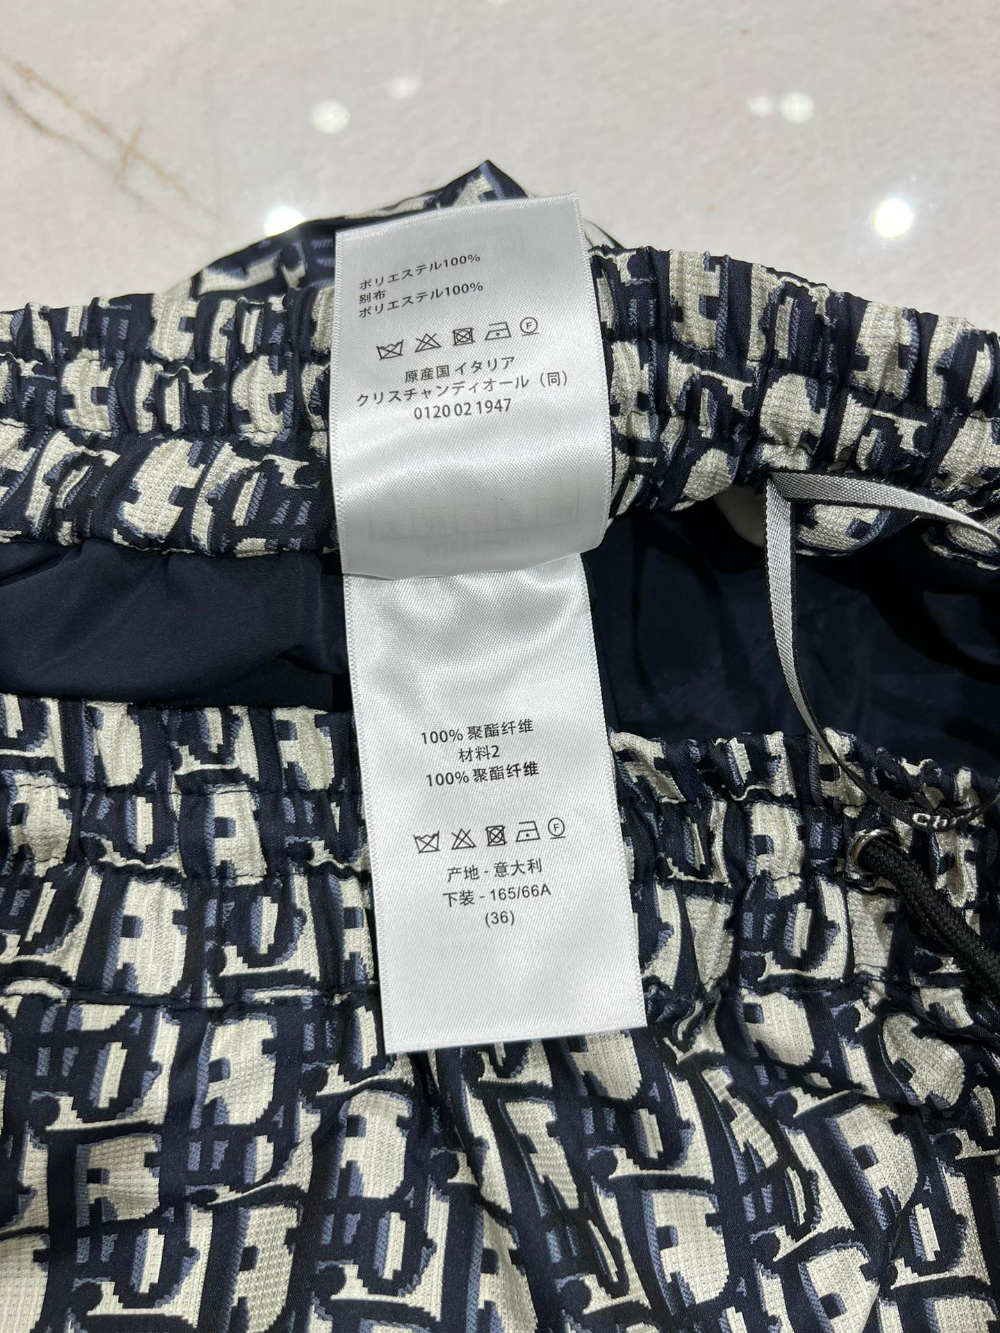 ポリエステル100%
別布
ポリエステル100%
原産国 イタリア
クリスチャンディオール（同）
0120 02 1947
100% 聚酯纤维
材料2
100% 聚酯纤维
产地 - 意大利
下装 - 165/66A
(36)